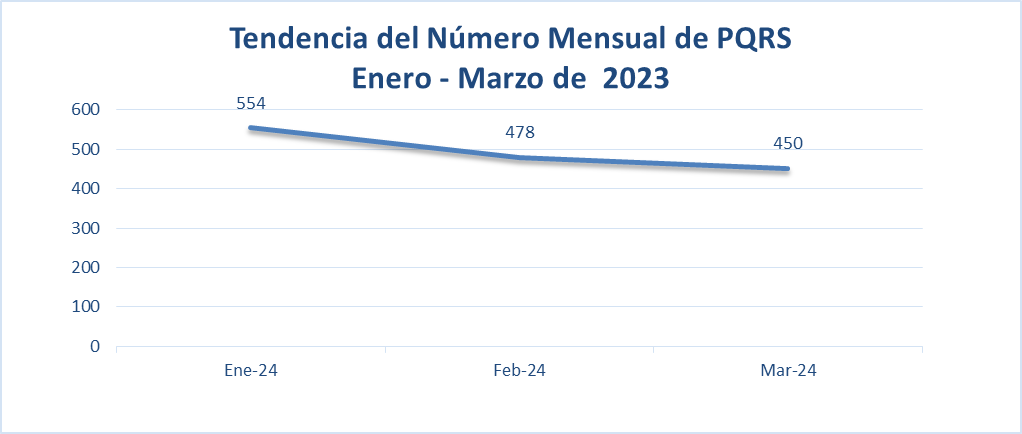 Tendencia del Número Mensual de PQRS
Enero - Marzo de  2023
600
500
400
300
200
100
0
554
478
450
Ene-24
Feb-24
Mar-24